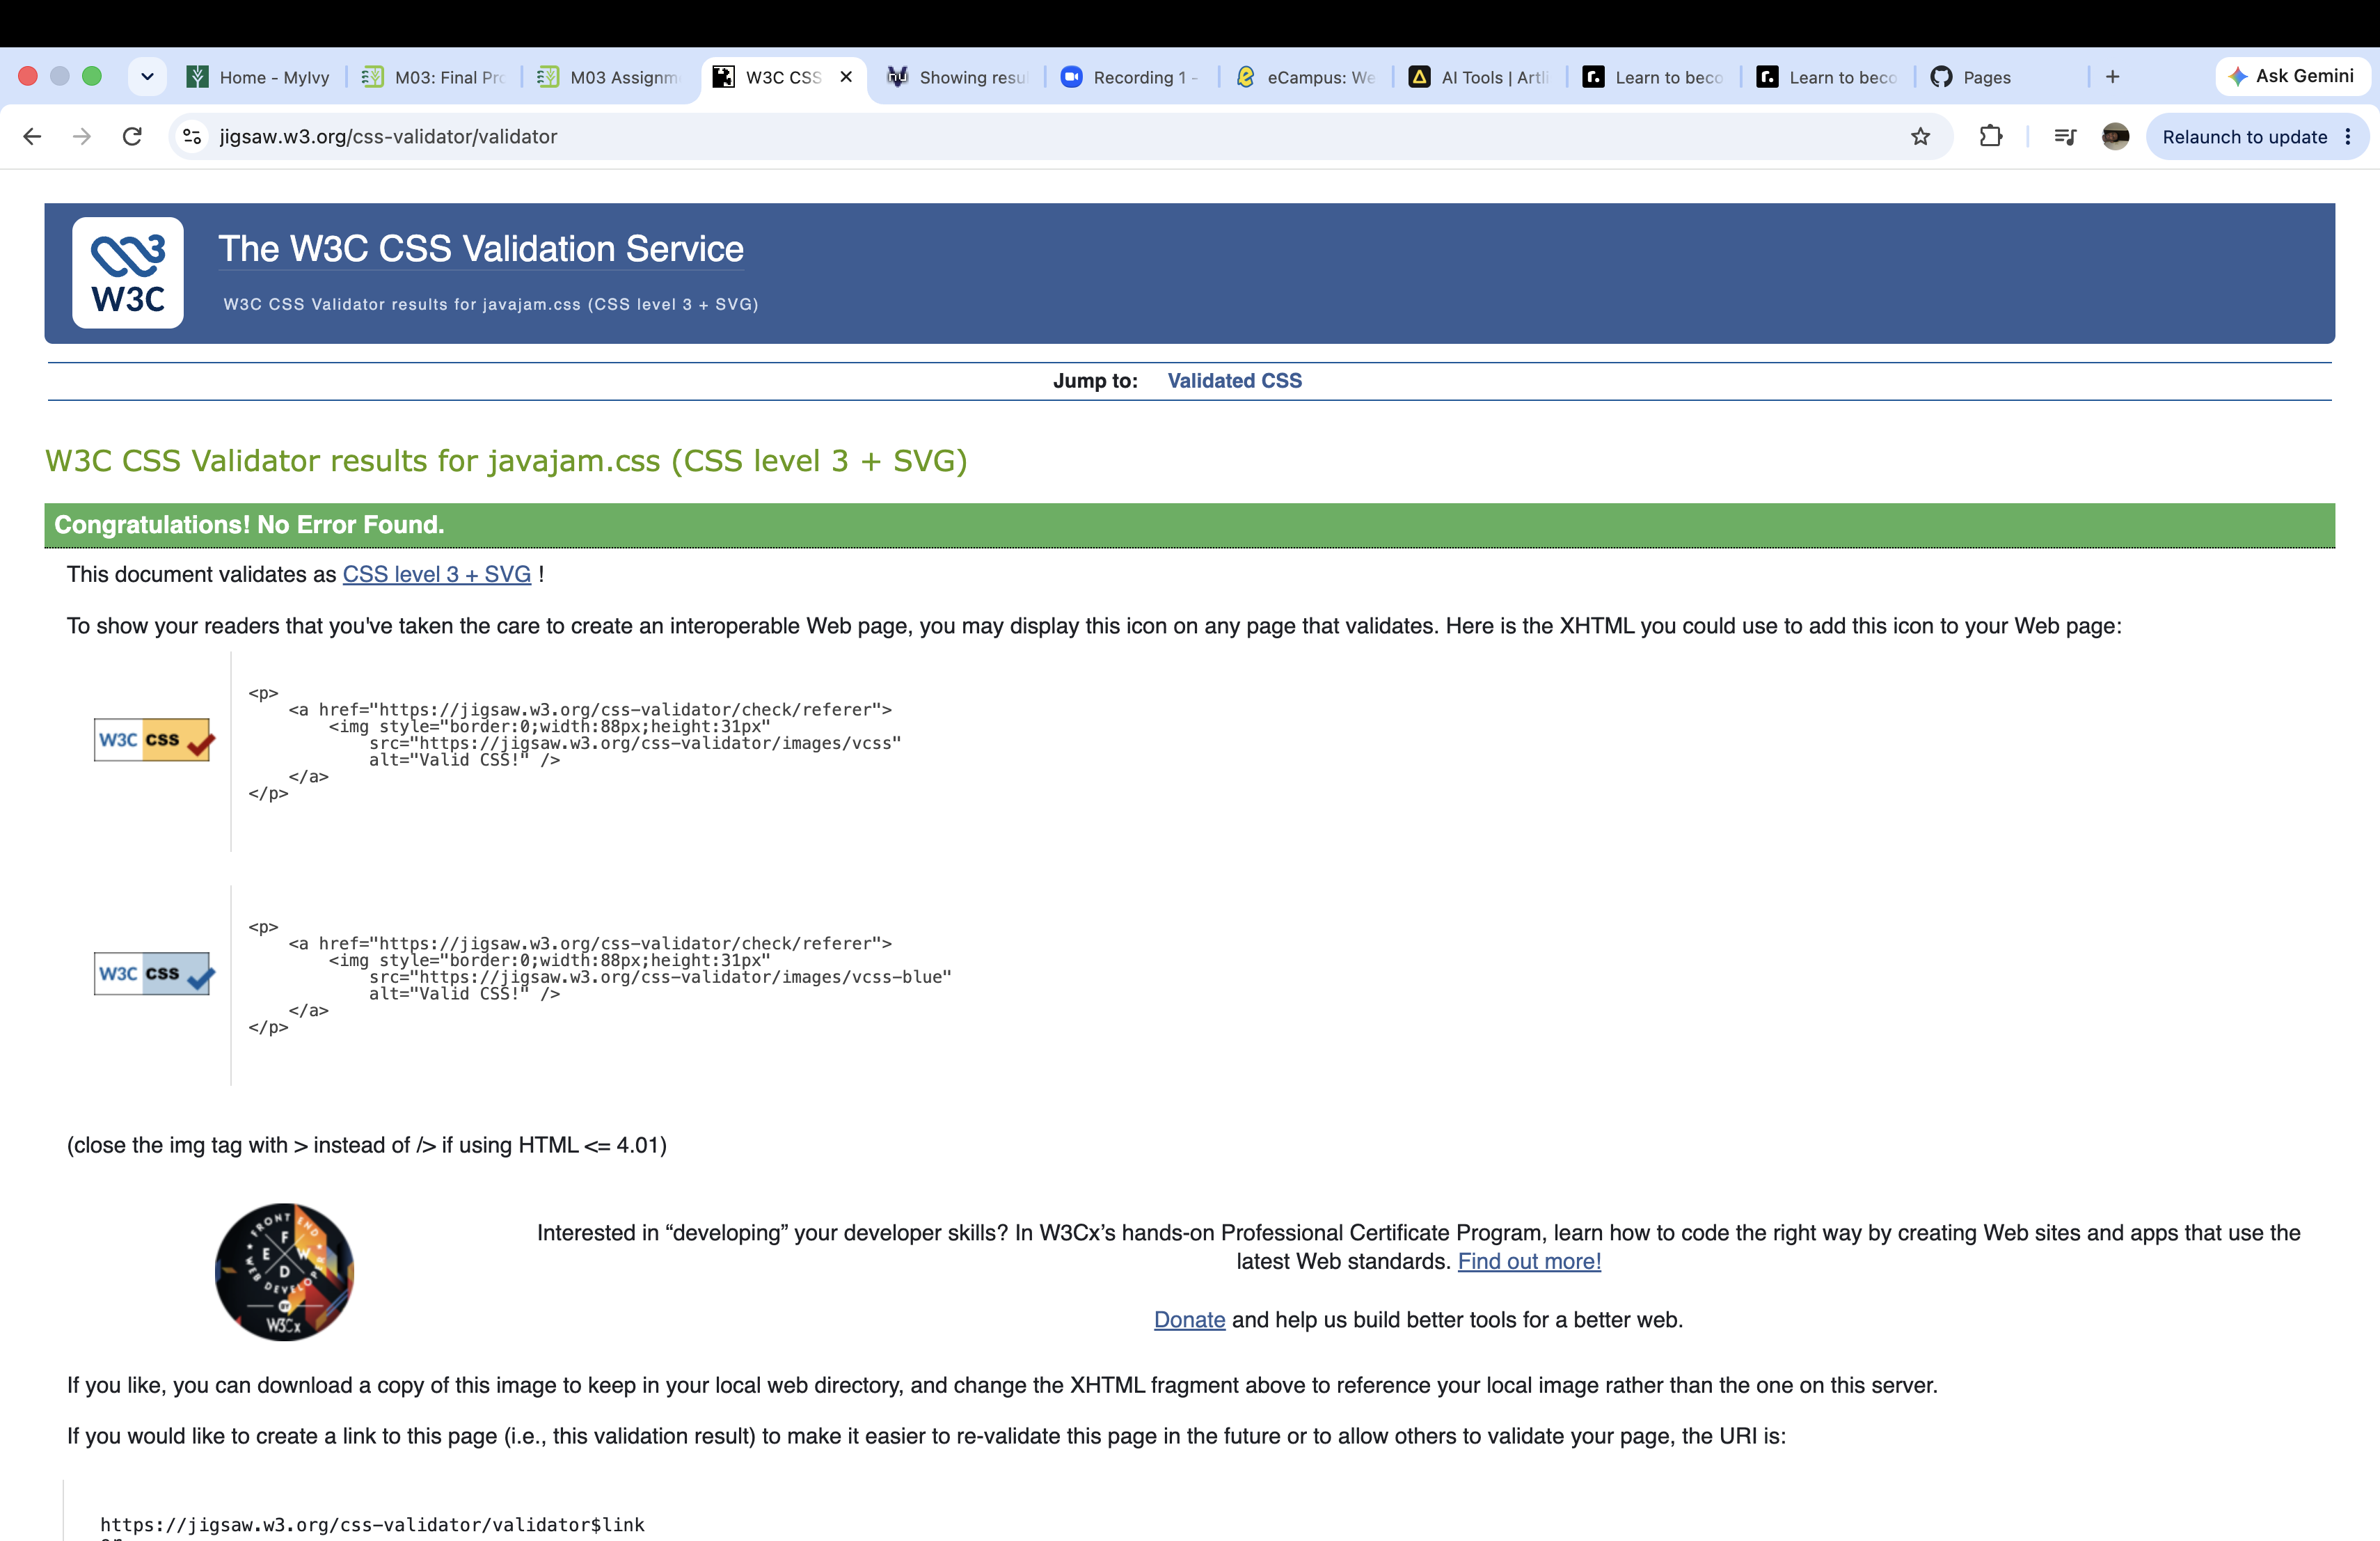 Home - MyIvy
M03: Final Pro
M03 Assignm
W3C CSS
Showing resul
Recording 1 -
eCampus: We
AI Tools | Artli
Learn to beco
Learn to beco
Pages
Ask Gemini
jigsaw.w3.org/css-validator/validator
Relaunch to update
W3C
The W3C CSS Validation Service
W3C CSS Validator results for javajam.css (CSS level 3 + SVG)
Jump to: Validated CSS
W3C CSS Validator results for javajam.css (CSS level 3 + SVG)
Congratulations! No Error Found.
This document validates as CSS level 3 + SVG !
To show your readers that you've taken the care to create an interoperable Web page, you may display this icon on any page that validates. Here is the XHTML you could use to add this icon to your Web page:
W3C css
<p>
<a href="https://jigsaw.w3.org/css-validator/check/referer">
<img style="border:0;width:88px;height:31px"
src="https://jigsaw.w3.org/css-validator/images/vcss"
alt="Valid CSS!" />
</a>
</p>
W3C css
<p>
<a href="https://jigsaw.w3.org/css-validator/check/referer">
<img style="border:0;width:88px;height:31px"
src="https://jigsaw.w3.org/css-validator/images/vcss-blue"
alt="Valid CSS!" />
</a>
</p>
(close the img tag with > instead of /> if using HTML <= 4.01)
FRONT END WEB DEVELOPER
F E W D
BY
W3Cx
Interested in “developing” your developer skills? In W3Cx’s hands-on Professional Certificate Program, learn how to code the right way by creating Web sites and apps that use the
latest Web standards. Find out more!
Donate and help us build better tools for a better web.
If you like, you can download a copy of this image to keep in your local web directory, and change the XHTML fragment above to reference your local image rather than the one on this server.
If you would like to create a link to this page (i.e., this validation result) to make it easier to re-validate this page in the future or to allow others to validate your page, the URI is:
https://jigsaw.w3.org/css-validator/validator$link